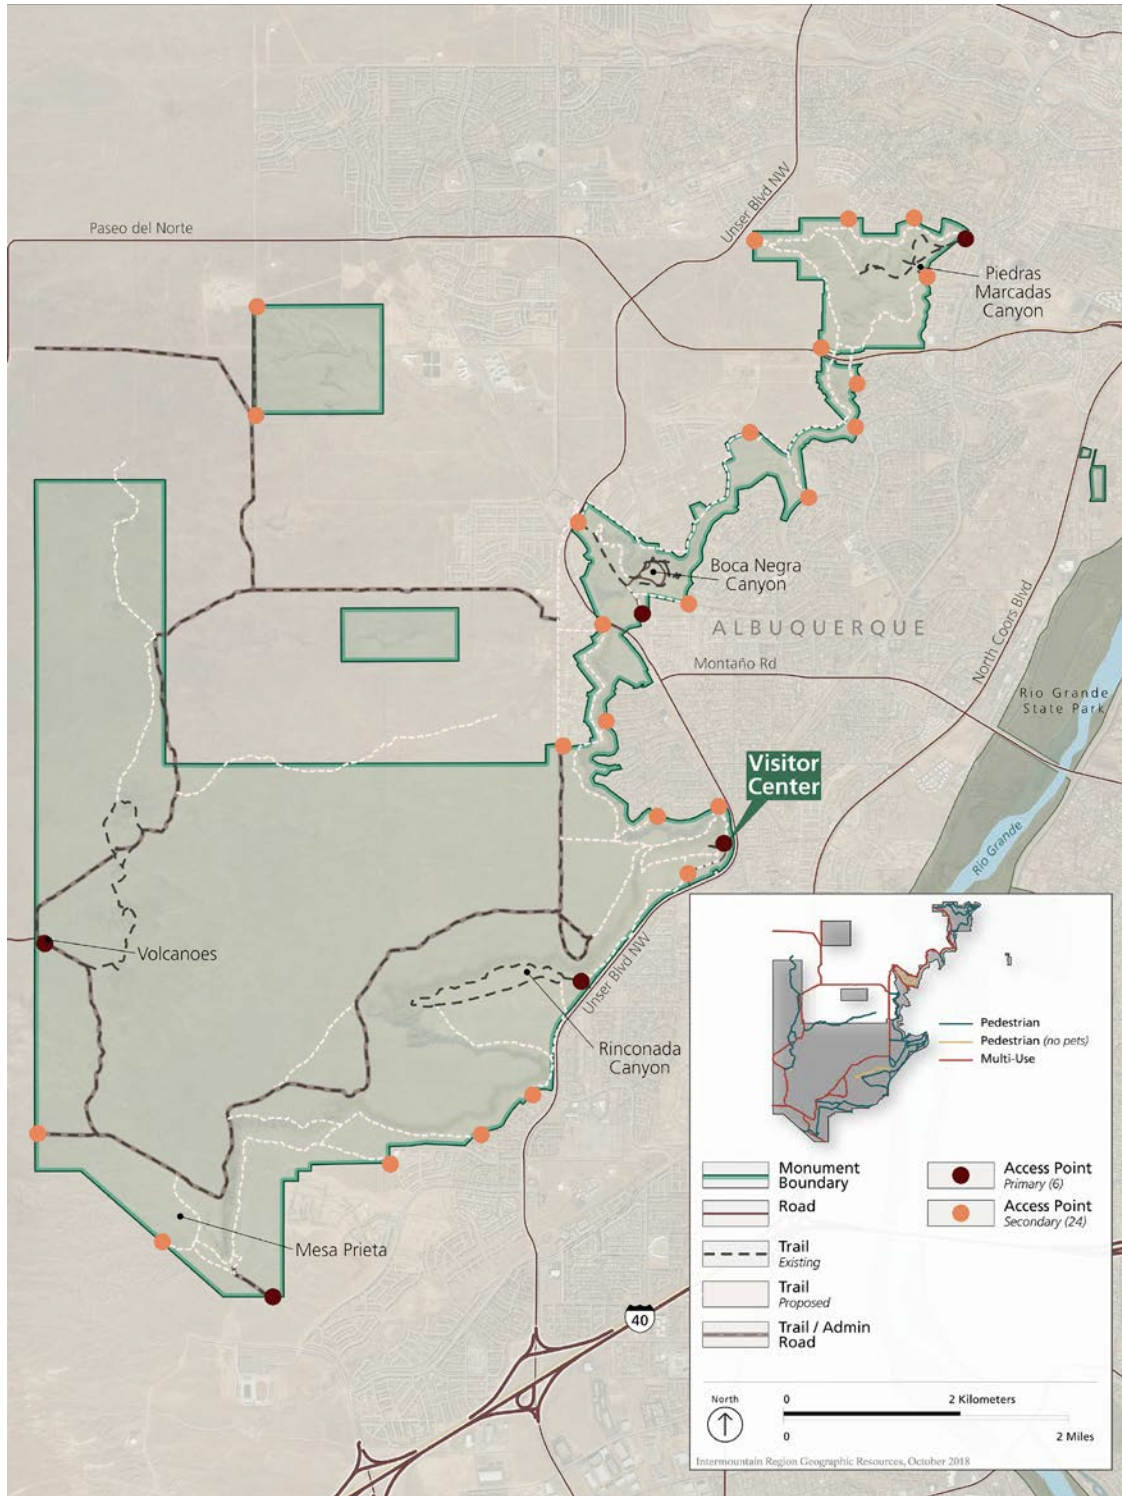 Unser Blvd NW
Paseo del Norte
Piedras
Marcadas
Canyon
Boca Negra
Canyon
ALBUQUERQUE
North Coors Blvd
Montaño Rd
Rio Grande
State Park
Visitor
Center
Rio Grande
Volcanoes
Unser Blvd NW
Rinconada
Canyon
Mesa Prieta
40
Pedestrian
Pedestrian (no pets)
Multi-Use
Monument
Boundary
Road
Trail
Existing
Trail
Proposed
Trail / Admin
Road
Access Point
Primary (6)
Access Point
Secondary (24)
North
0 2 Kilometers
0 2 Miles
Intermountain Region Geographic Resources, October 2018